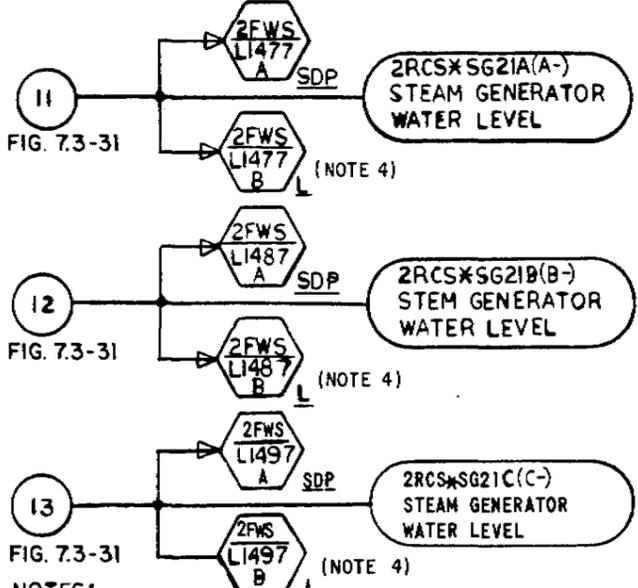 2FWS
L1477
A
SDP
11
2RCS*SG21A(A-)
STEAM GENERATOR
WATER LEVEL
FIG. 7.3-31
2FWS
L1477
B
L
(NOTE 4)
2FWS
L1487
A
SDP
12
2RCS*SG21B(B-)
STEM GENERATOR
WATER LEVEL
FIG. 7.3-31
2FWS
L1487
B
L
(NOTE 4)
2FWS
L1497
A
SDP
13
2RCS*SG21C(C-)
STEAM GENERATOR
WATER LEVEL
FIG. 7.3-31
2FWS
L1497
B
(NOTE 4)